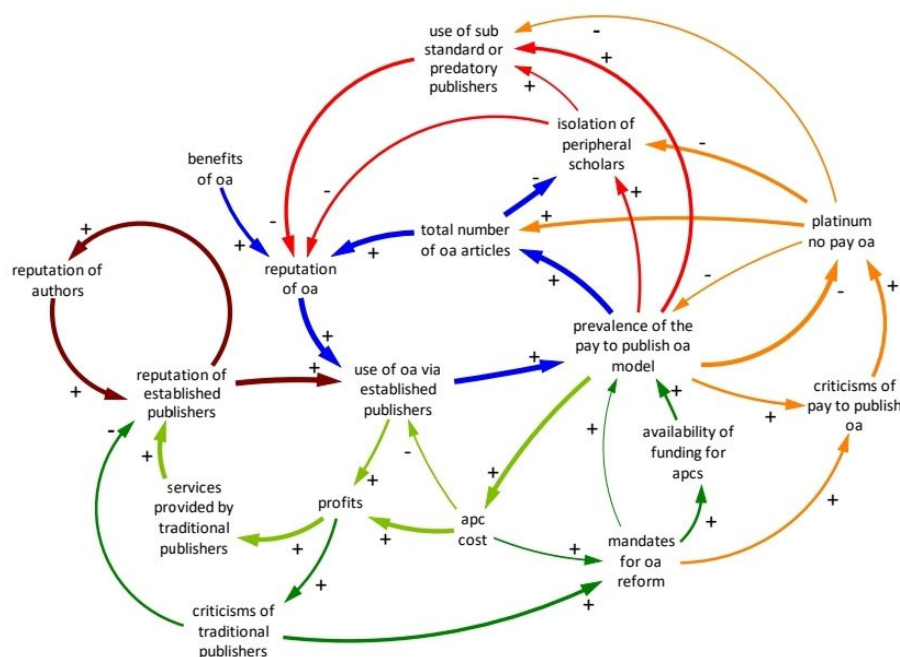 use of sub
standard or
predatory
publishers
-
+
+
isolation of
peripheral
scholars
-
benefits
of oa
-
-
+
+
platinum
no pay oa
+
-
+
total number
of oa articles
+
reputation of
authors
reputation
of oa
-
+
+
-
prevalence of the
pay to publish oa
model
+
+
+
+
reputation of
established
publishers
use of oa via
established
publishers
criticisms of
pay to publish
oa
+
+
+
-
availability of
funding for
apcs
+
-
+
services
provided by
traditional
publishers
+
profits
+
apc
cost
+
+
+
+
+
mandates
for oa
reform
+
+
criticisms of
traditional
publishers